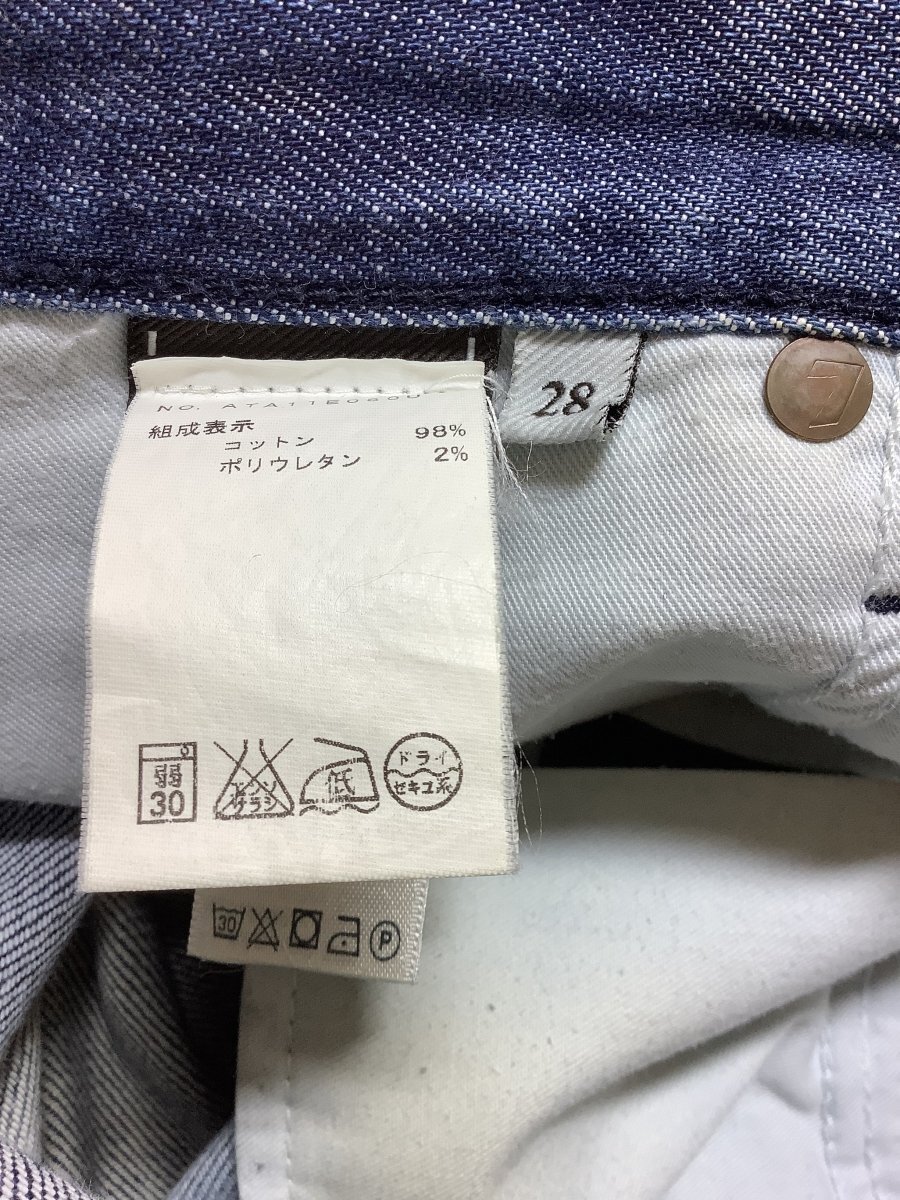 28
組成表示
コットン 98%
ポリウレタン 2%
弱
30
エンソ
サラシ
低
ドライ
セキユ系
30
P